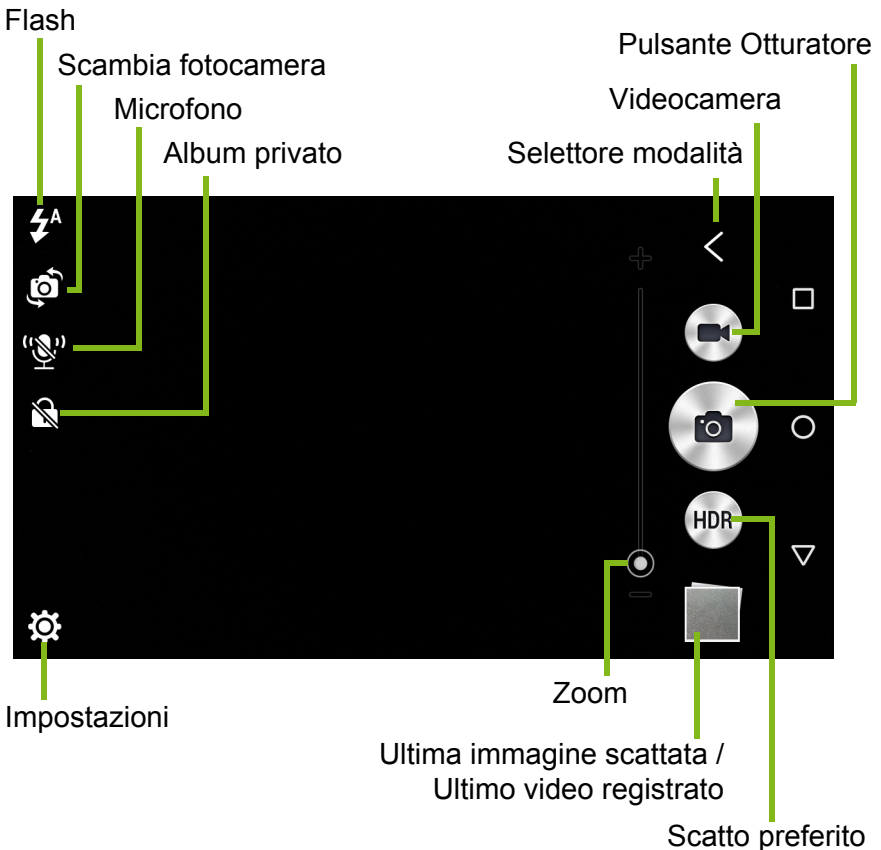 Flash
Scambia fotocamera
Microfono
Album privato
Pulsante Otturatore
Videocamera
Selettore modalità
A
HDR
Impostazioni
Zoom
Ultima immagine scattata /
Ultimo video registrato
Scatto preferito